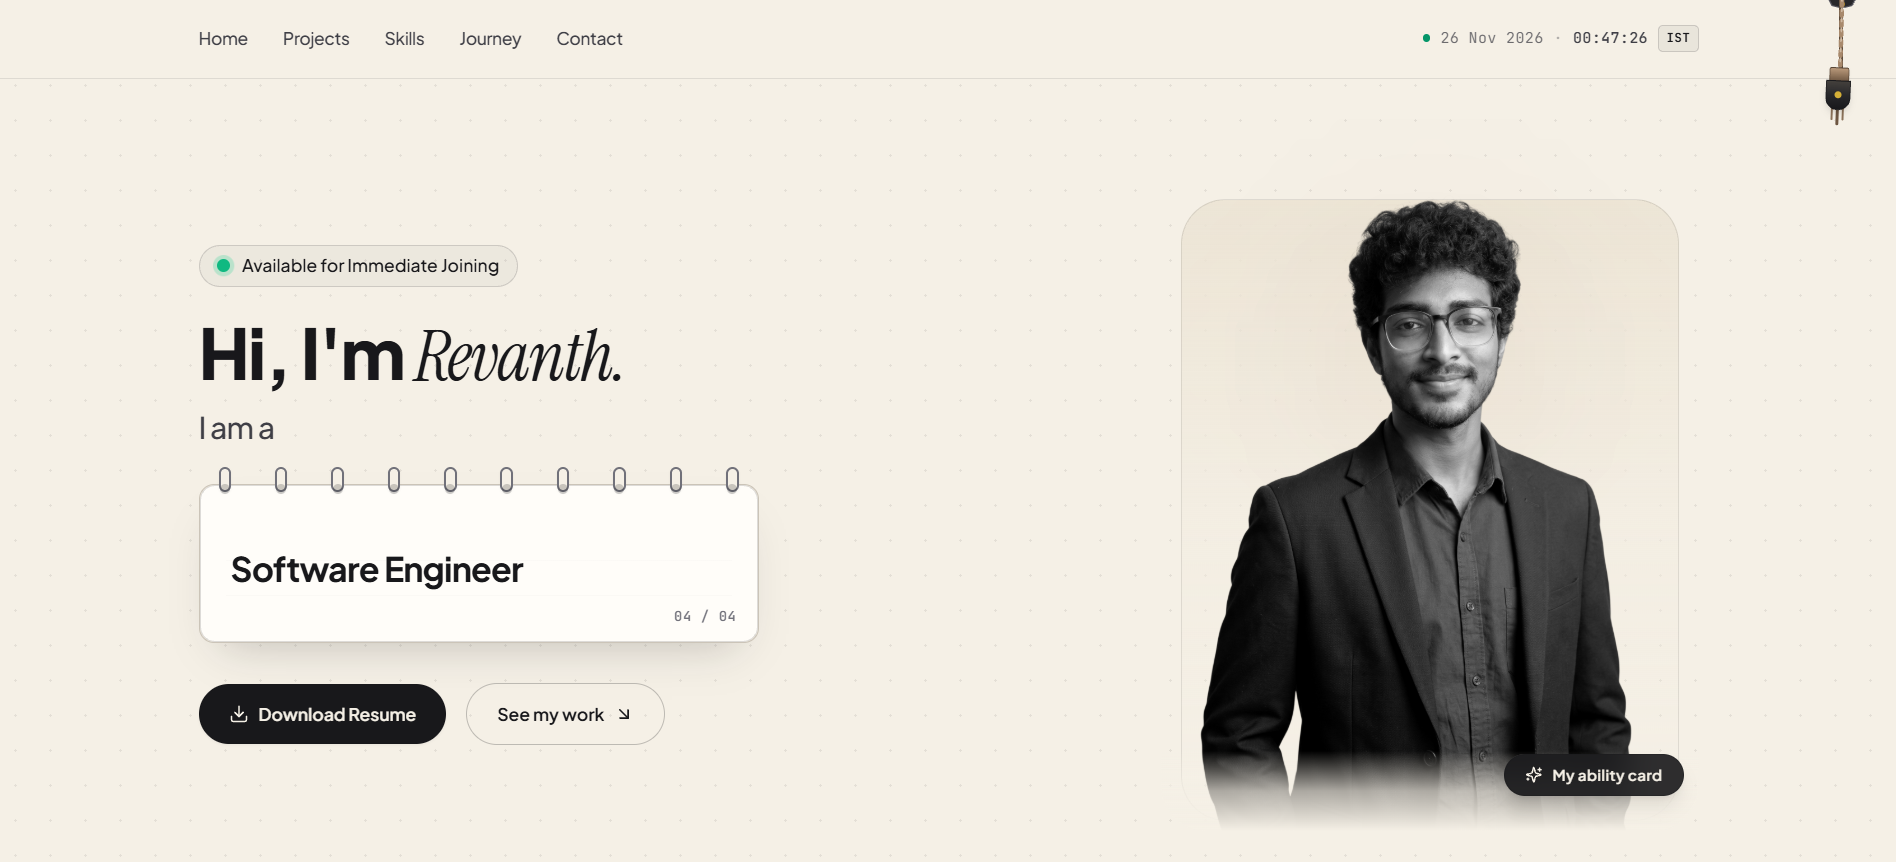 Home Projects Skills Journey Contact
26 Nov 2026 · 00:47:26 IST
Available for Immediate Joining
Hi, I'm Revanth.
I am a
Software Engineer
04 / 04
Download Resume
See my work
My ability card